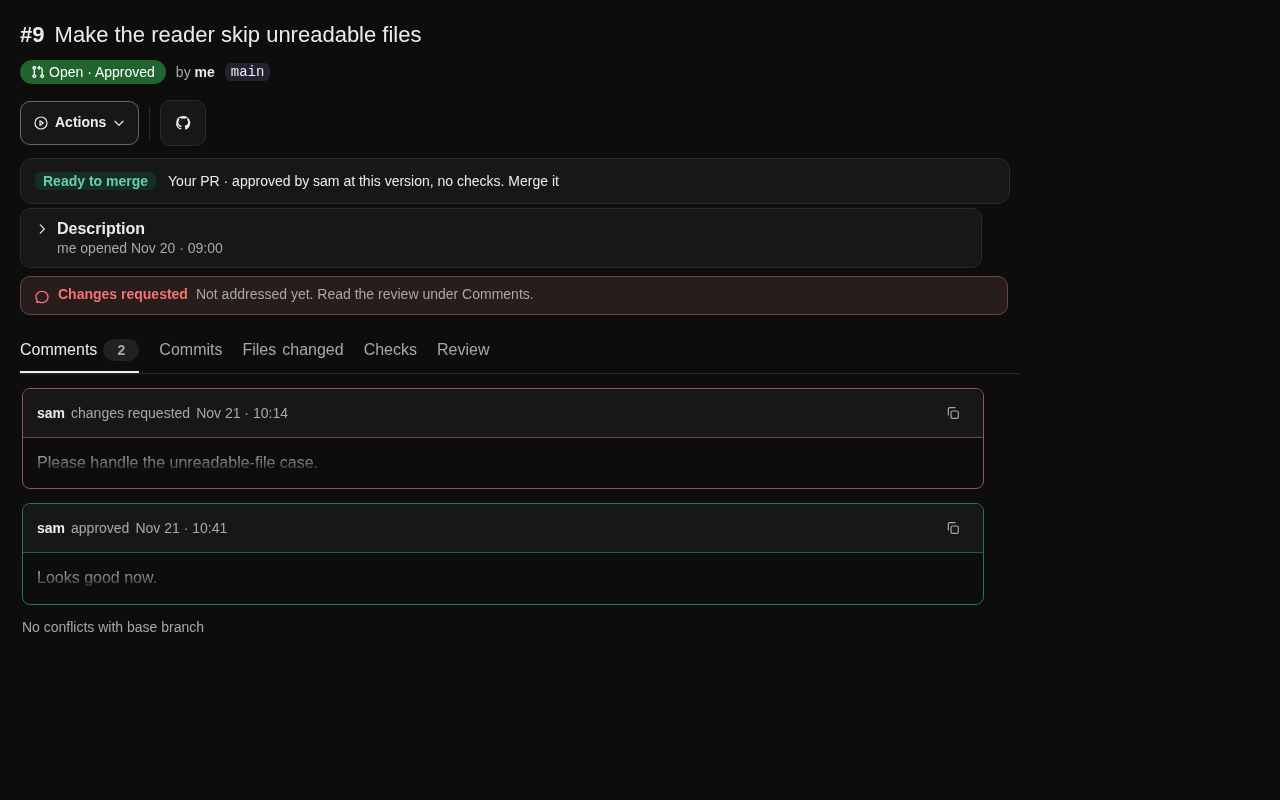 #9 Make the reader skip unreadable files
Open · Approved by me main
Actions
Ready to merge Your PR · approved by sam at this version, no checks. Merge it
Description
me opened Nov 20 · 09:00
Changes requested Not addressed yet. Read the review under Comments.
Comments 2 Commits Files changed Checks Review
sam changes requested Nov 21 · 10:14
Please handle the unreadable-file case.
sam approved Nov 21 · 10:41
Looks good now.
No conflicts with base branch